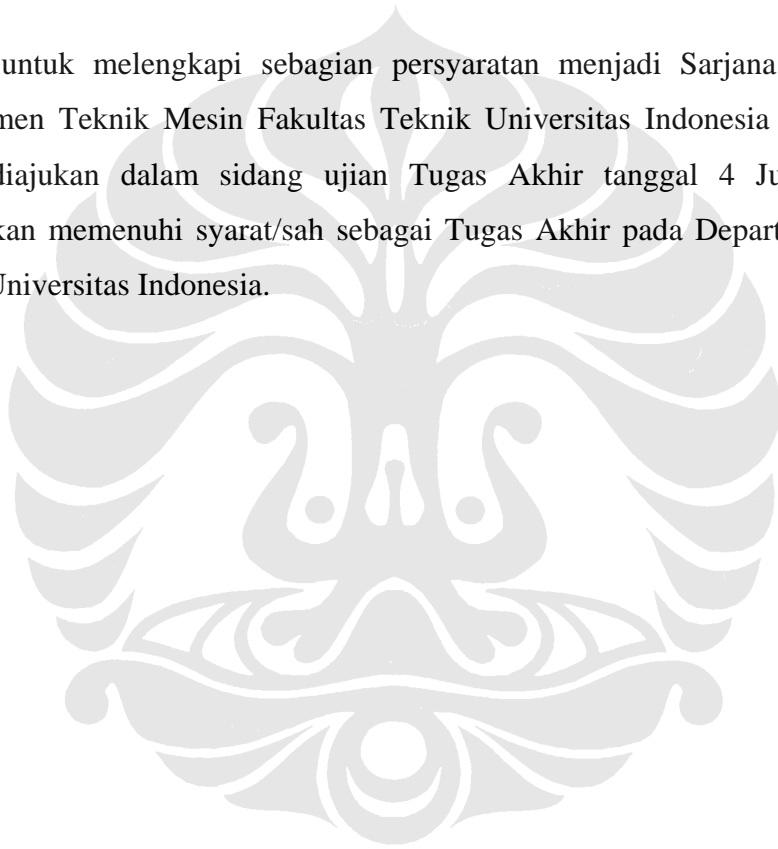 untuk melengkapi sebagian persyaratan menjadi Sarjana
men Teknik Mesin Fakultas Teknik Universitas Indonesia
diajukan dalam sidang ujian Tugas Akhir tanggal 4 Ju
kan memenuhi syarat/sah sebagai Tugas Akhir pada Depart
Universitas Indonesia.